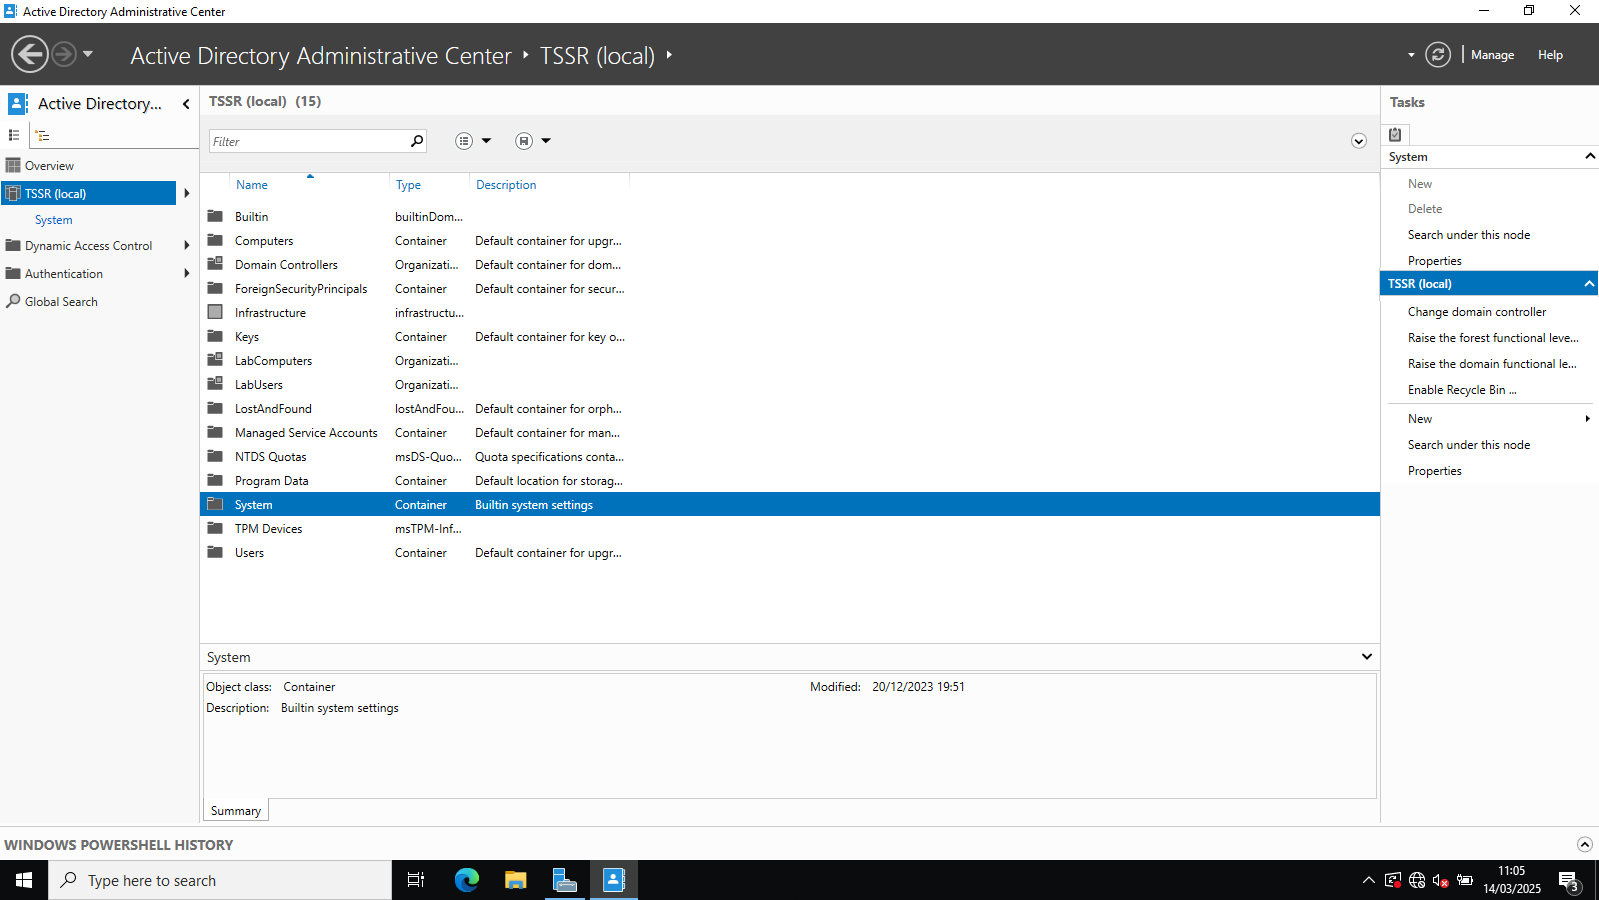 Active Directory Administrative Center
Active Directory Administrative Center TSSR (local)
Manage Help
Active Directory...
Overview
TSSR (local)
System
Dynamic Access Control
Authentication
Global Search
TSSR (local) (15)
Filter
Name Type Description
Builtin builtinDom...
Computers Container Default container for upgr...
Domain Controllers Organizati... Default container for dom...
ForeignSecurityPrincipals Container Default container for secur...
Infrastructure infrastructu...
Keys Container Default container for key o...
LabComputers Organizati...
LabUsers Organizati...
LostAndFound lostAndFou... Default container for orph...
Managed Service Accounts Container Default container for man...
NTDS Quotas msDS-Quo... Quota specifications conta...
Program Data Container Default location for storag...
System Container Builtin system settings
TPM Devices msTPM-Inf...
Users Container Default container for upgr...
System
Object class: Container Modified: 20/12/2023 19:51
Description: Builtin system settings
Summary
Tasks
System
New
Delete
Search under this node
Properties
TSSR (local)
Change domain controller
Raise the forest functional leve...
Raise the domain functional le...
Enable Recycle Bin ...
New
Search under this node
Properties
WINDOWS POWERSHELL HISTORY
Type here to search
11:05
14/03/2025
3